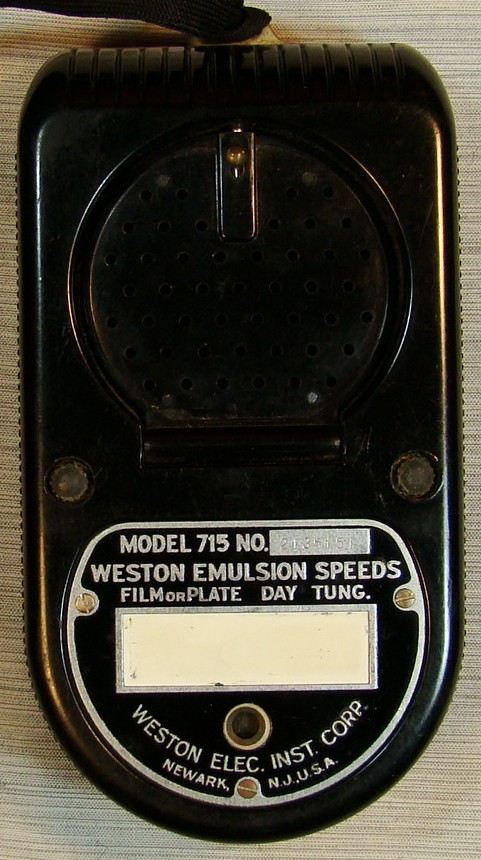 MODEL 715 NO.
WESTON EMULSION SPEEDS
FILM OR PLATE DAY TUNG.
WESTON ELEC. INST. CORP.
NEWARK, N.J. U.S.A.